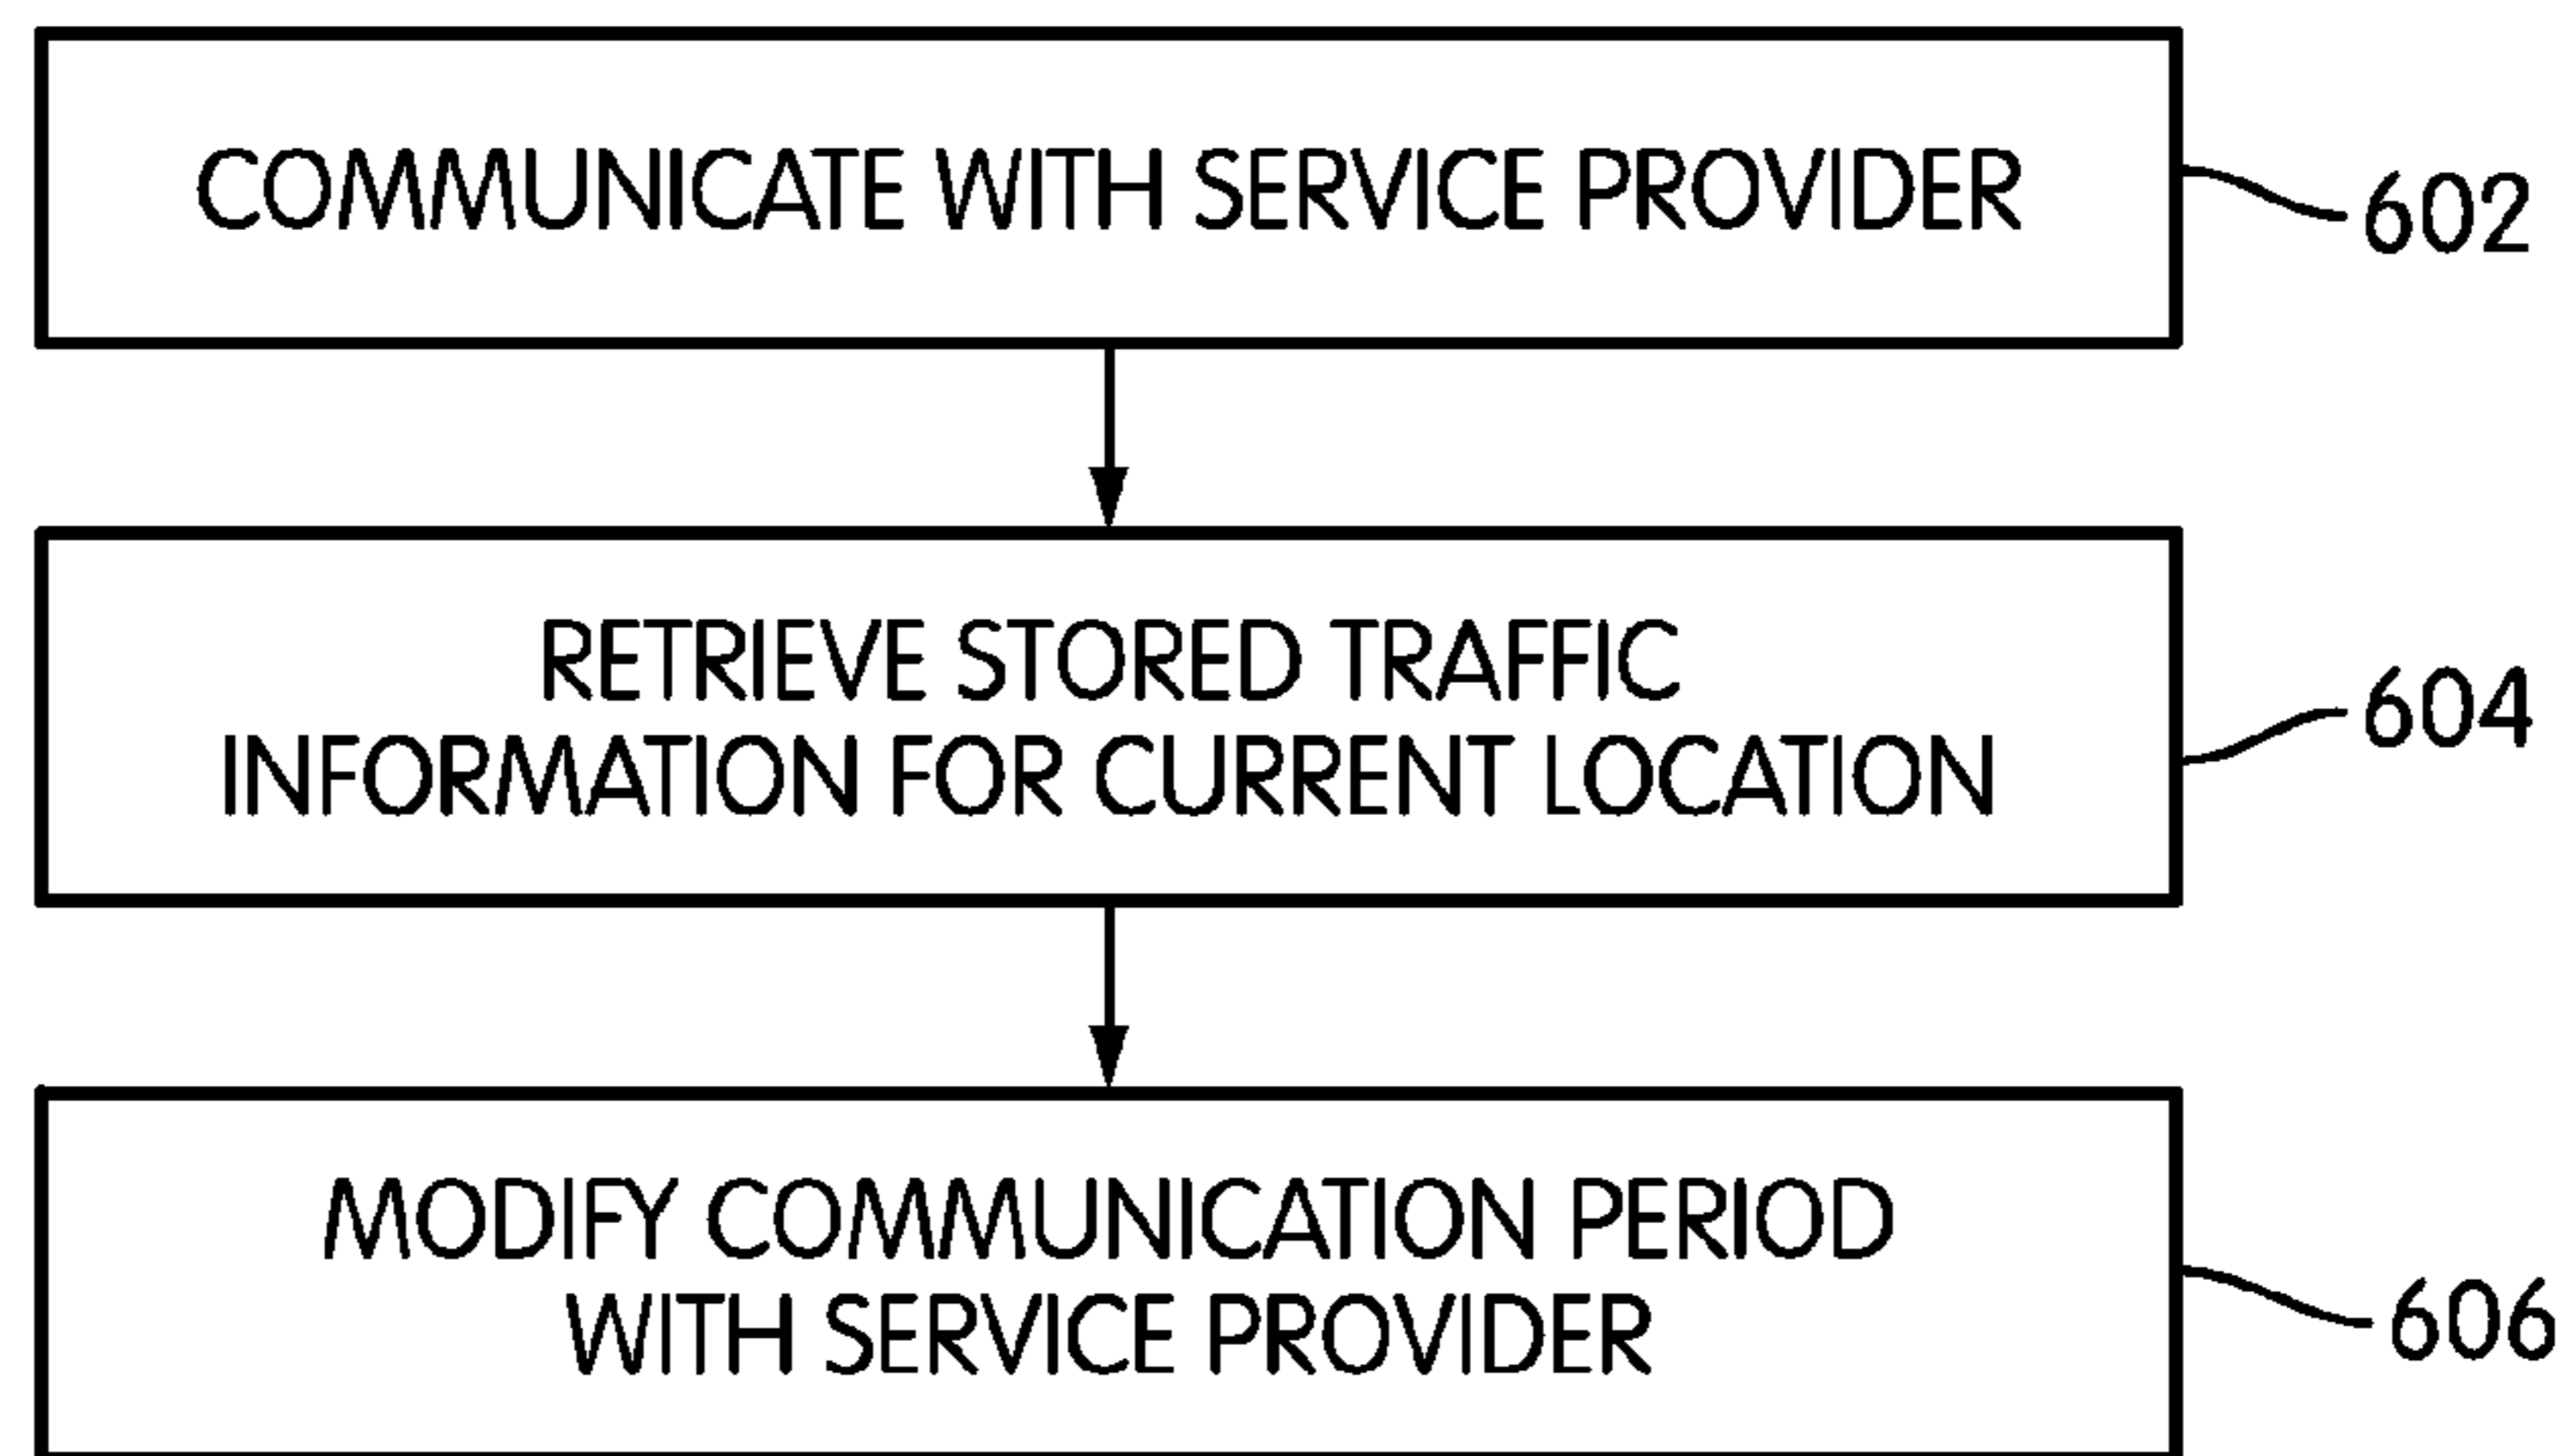 COMMUNICATE WITH SERVICE PROVIDER
602
RETRIEVE STORED TRAFFIC
INFORMATION FOR CURRENT LOCATION
604
MODIFY COMMUNICATION PERIOD
WITH SERVICE PROVIDER
606